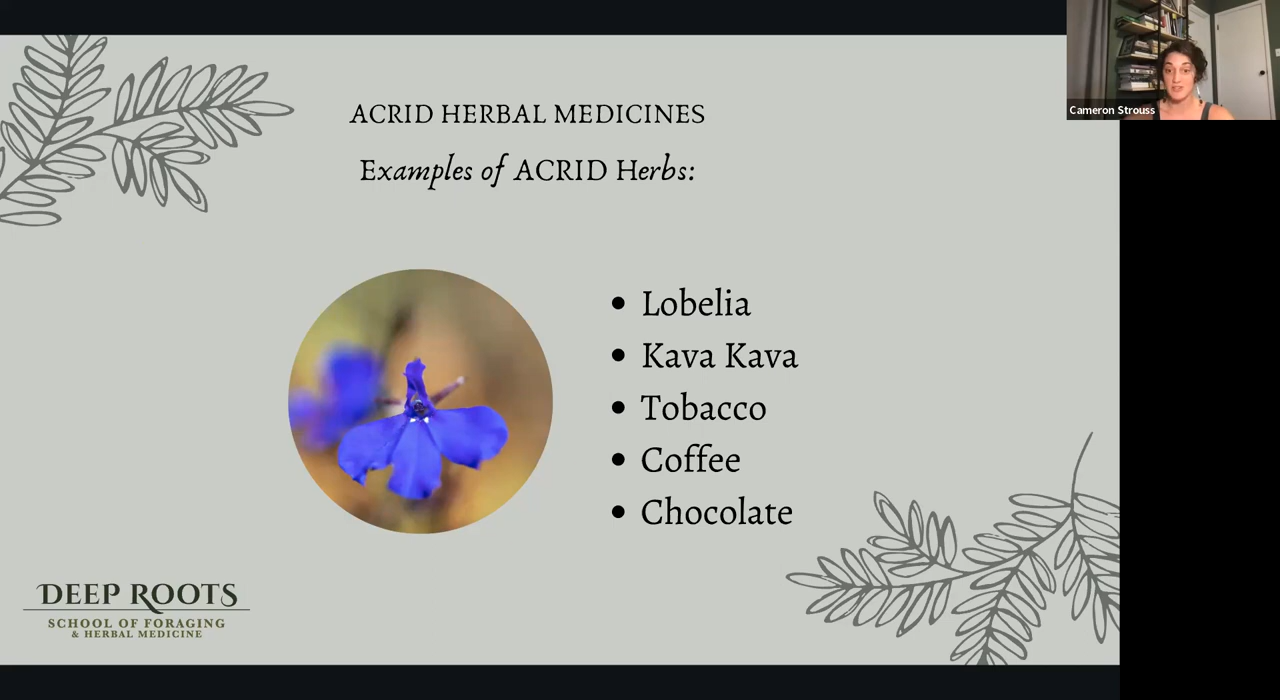 Cameron Strouss
ACRID HERBAL MEDICINES
Examples of ACRID Herbs:
• Lobelia
• Kava Kava
• Tobacco
• Coffee
• Chocolate
DEEP ROOTS
SCHOOL OF FORAGING
& HERBAL MEDICINE